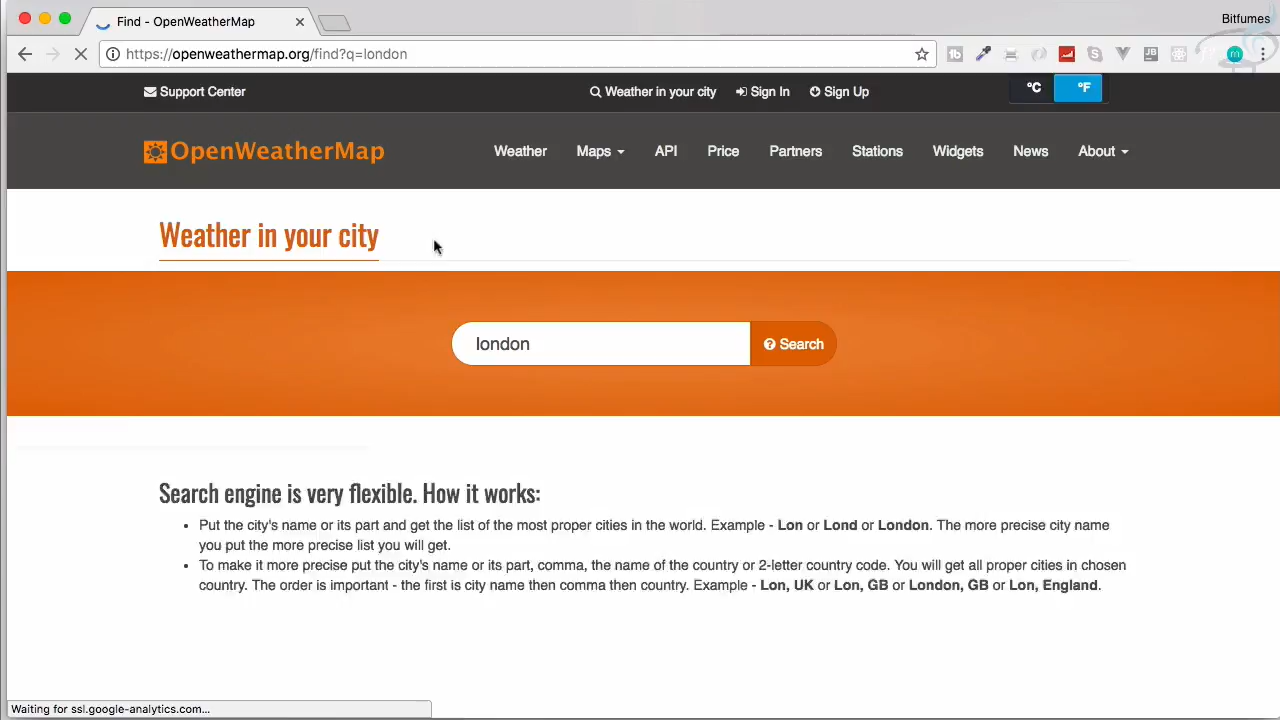 Find - OpenWeatherMap
Bitfumes
https://openweathermap.org/find?q=london
Support Center
Weather in your city
Sign In
Sign Up
°C
°F
OpenWeatherMap
Weather
Maps
API
Price
Partners
Stations
Widgets
News
About
Weather in your city
london
Search
Search engine is very flexible. How it works:
Put the city's name or its part and get the list of the most proper cities in the world. Example - Lon or Lond or London. The more precise city name
you put the more precise list you will get.
To make it more precise put the city's name or its part, comma, the name of the country or 2-letter country code. You will get all proper cities in chosen
country. The order is important - the first is city name then comma then country. Example - Lon, UK or Lon, GB or London, GB or Lon, England.
Waiting for ssl.google-analytics.com...